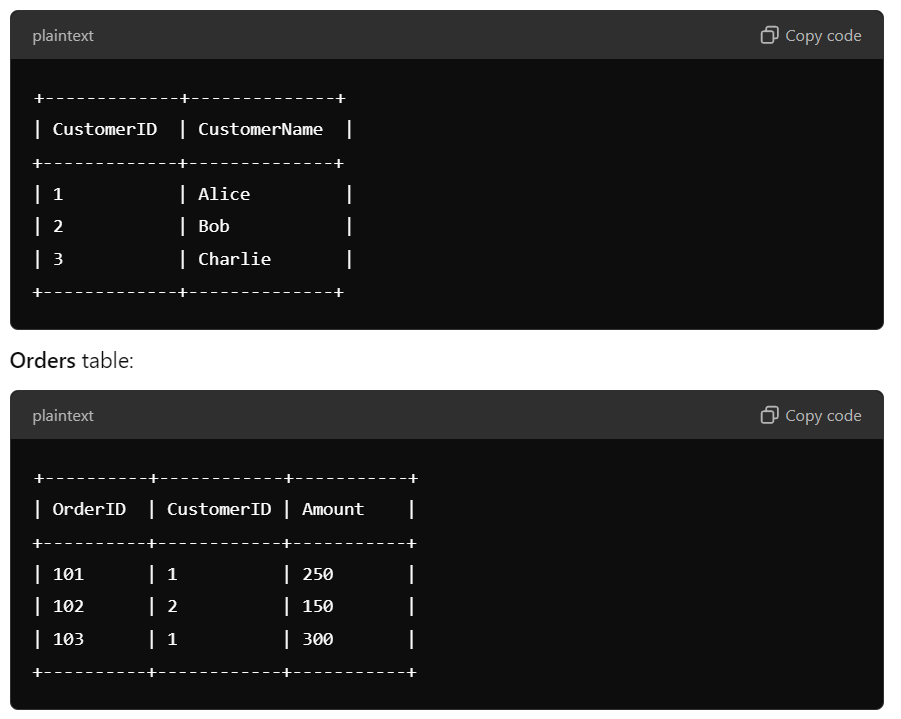 plaintext Copy code
+-------------+--------------+
| CustomerID  | CustomerName  |
+-------------+--------------+
| 1           | Alice         |
| 2           | Bob           |
| 3           | Charlie       |
+-------------+--------------+
Orders table:
plaintext Copy code
+----------+------------+-----------+
| OrderID  | CustomerID | Amount    |
+----------+------------+-----------+
| 101      | 1          | 250       |
| 102      | 2          | 150       |
| 103      | 1          | 300       |
+----------+------------+-----------+